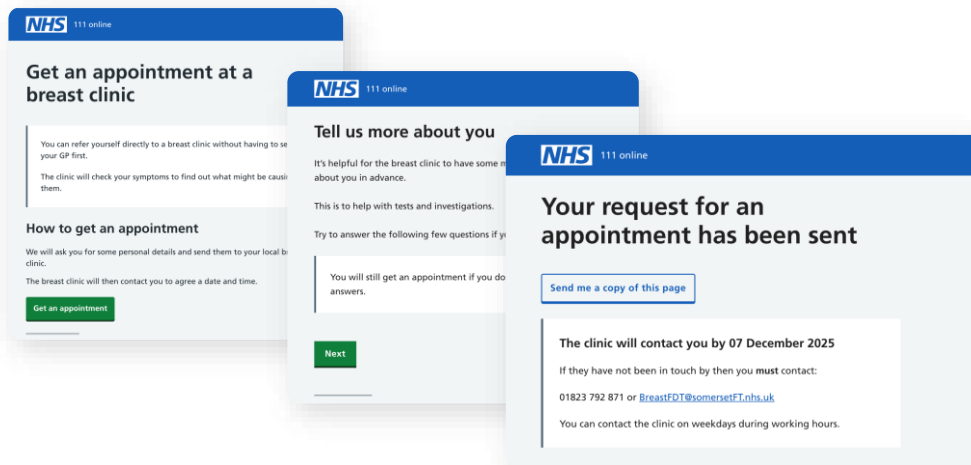 NHS 111 online
Get an appointment at a
breast clinic
You can refer yourself directly to a breast clinic without having to se
your GP first.
The clinic will check your symptoms to find out what might be causi
them.
How to get an appointment
We will ask you for some personal details and send them to your local b
clinic.
The breast clinic will then contact you to agree a date and time.
Get an appointment
NHS 111 online
Tell us more about you
It's helpful for the breast clinic to have some m
about you in advance.
This is to help with tests and investigations.
Try to answer the following few questions if y
You will still get an appointment if you do
answers.
Next
NHS 111 online
Your request for an
appointment has been sent
Send me a copy of this page
The clinic will contact you by 07 December 2025
If they have not been in touch by then you must contact:
01823 792 871 or BreastFDT@somersetFT.nhs.uk
You can contact the clinic on weekdays during working hours.